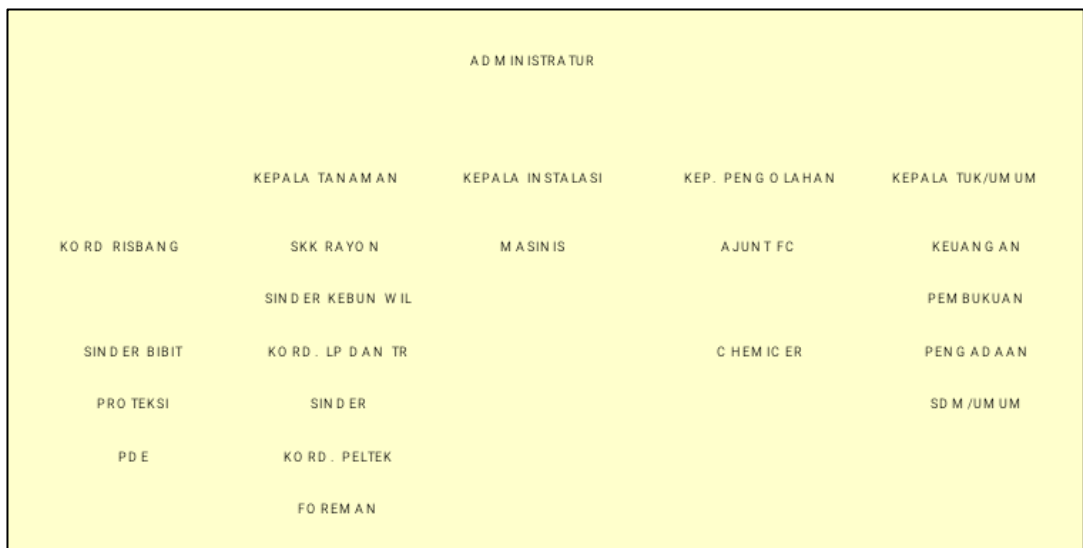 ADMINISTRATUR
KEPALA TANAMAN KEPALA INSTALASI KEP. PENGOLAHAN KEPALA TUK/UMUM
KORD RISBANG SKK RAYON MASINIS AJUNT FC KEUANGAN
SINDER KEBUN WIL PEMBUKUAN
SINDER BIBIT KORD. LP DAN TR CHEMICER PENGADAAN
PROTEKSI SINDER SDM/UMUM
PDE KORD. PELTEK
FOREMAN